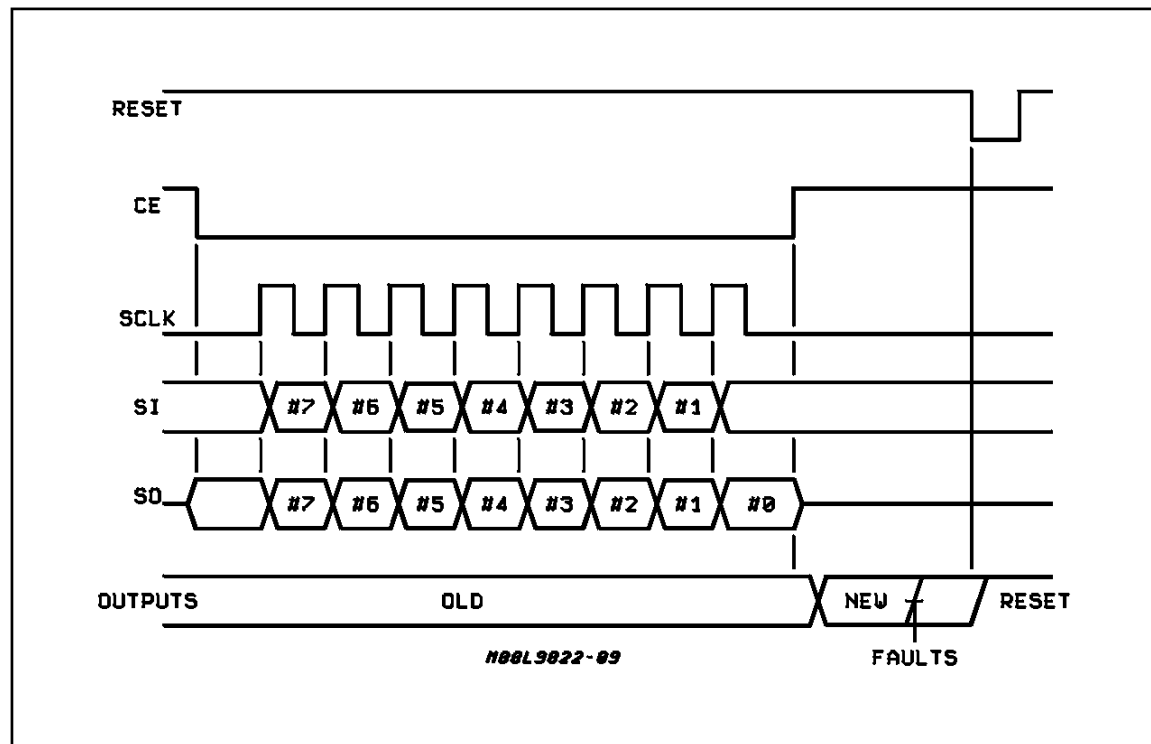 RESET
CE
SCLK
SI #7 #6 #5 #4 #3 #2 #1
SO #7 #6 #5 #4 #3 #2 #1 #0
OUTPUTS OLD NEW RESET
M00L9822-09 FAULTS